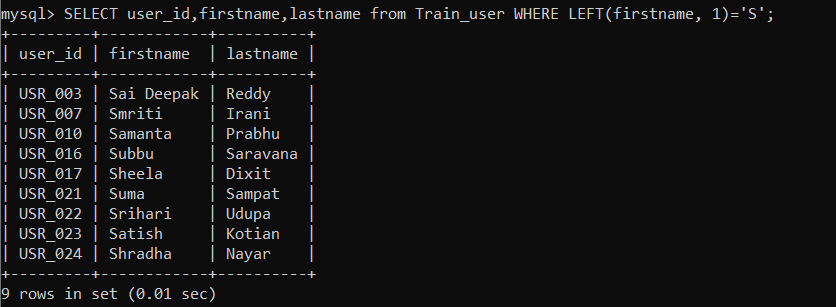 mysql> SELECT user_id,firstname,lastname from Train_user WHERE LEFT(firstname, 1)='S';
+---------+-------------+----------+
| user_id | firstname   | lastname |
+---------+-------------+----------+
| USR_003 | Sai Deepak | Reddy    |
| USR_007 | Smriti     | Irani    |
| USR_010 | Samanta    | Prabhu   |
| USR_016 | Subbu      | Saravana |
| USR_017 | Sheela     | Dixit    |
| USR_021 | Suma       | Sampat   |
| USR_022 | Srihari    | Udupa    |
| USR_023 | Satish     | Kotian   |
| USR_024 | Shradha    | Nayar    |
+---------+-------------+----------+
9 rows in set (0.01 sec)